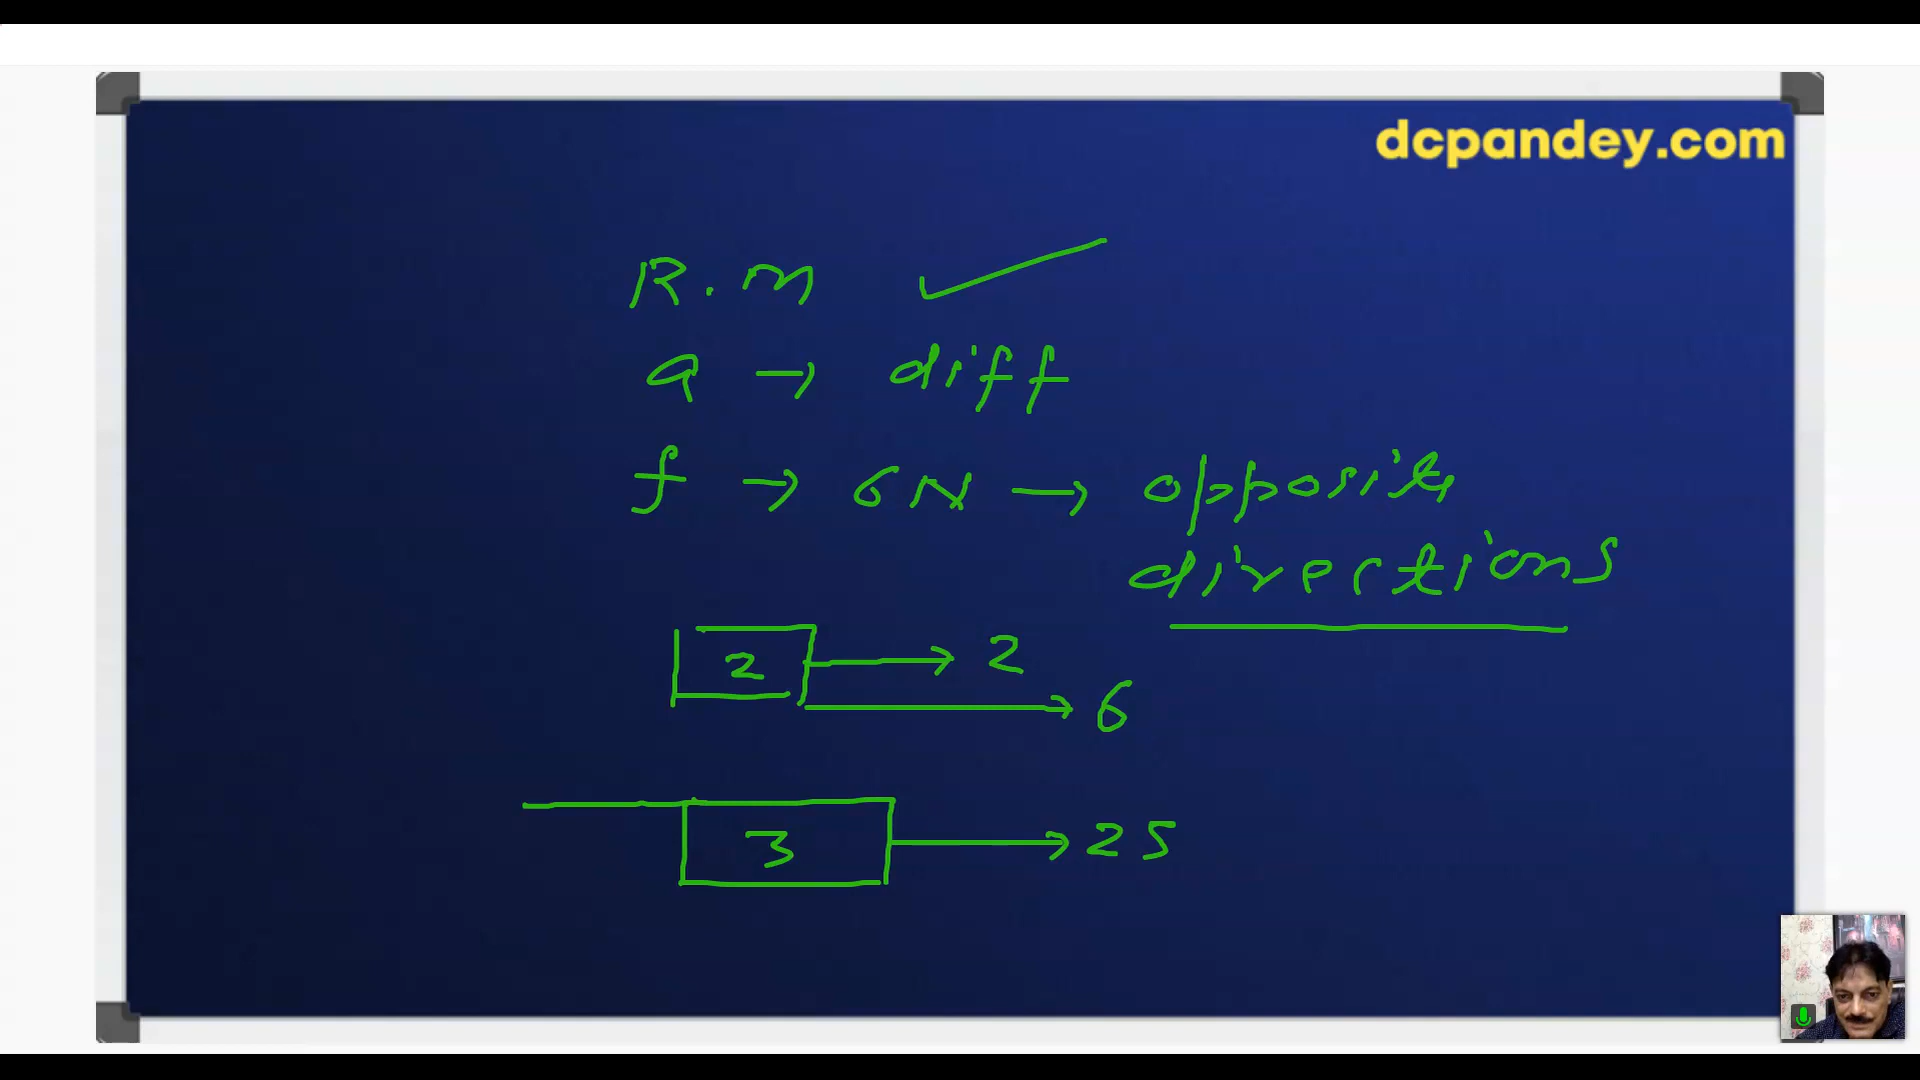 dcpandey.com
R.m
a → diff
f → 6N → opposite
directions
2 → 2
→ 6
3 → 25